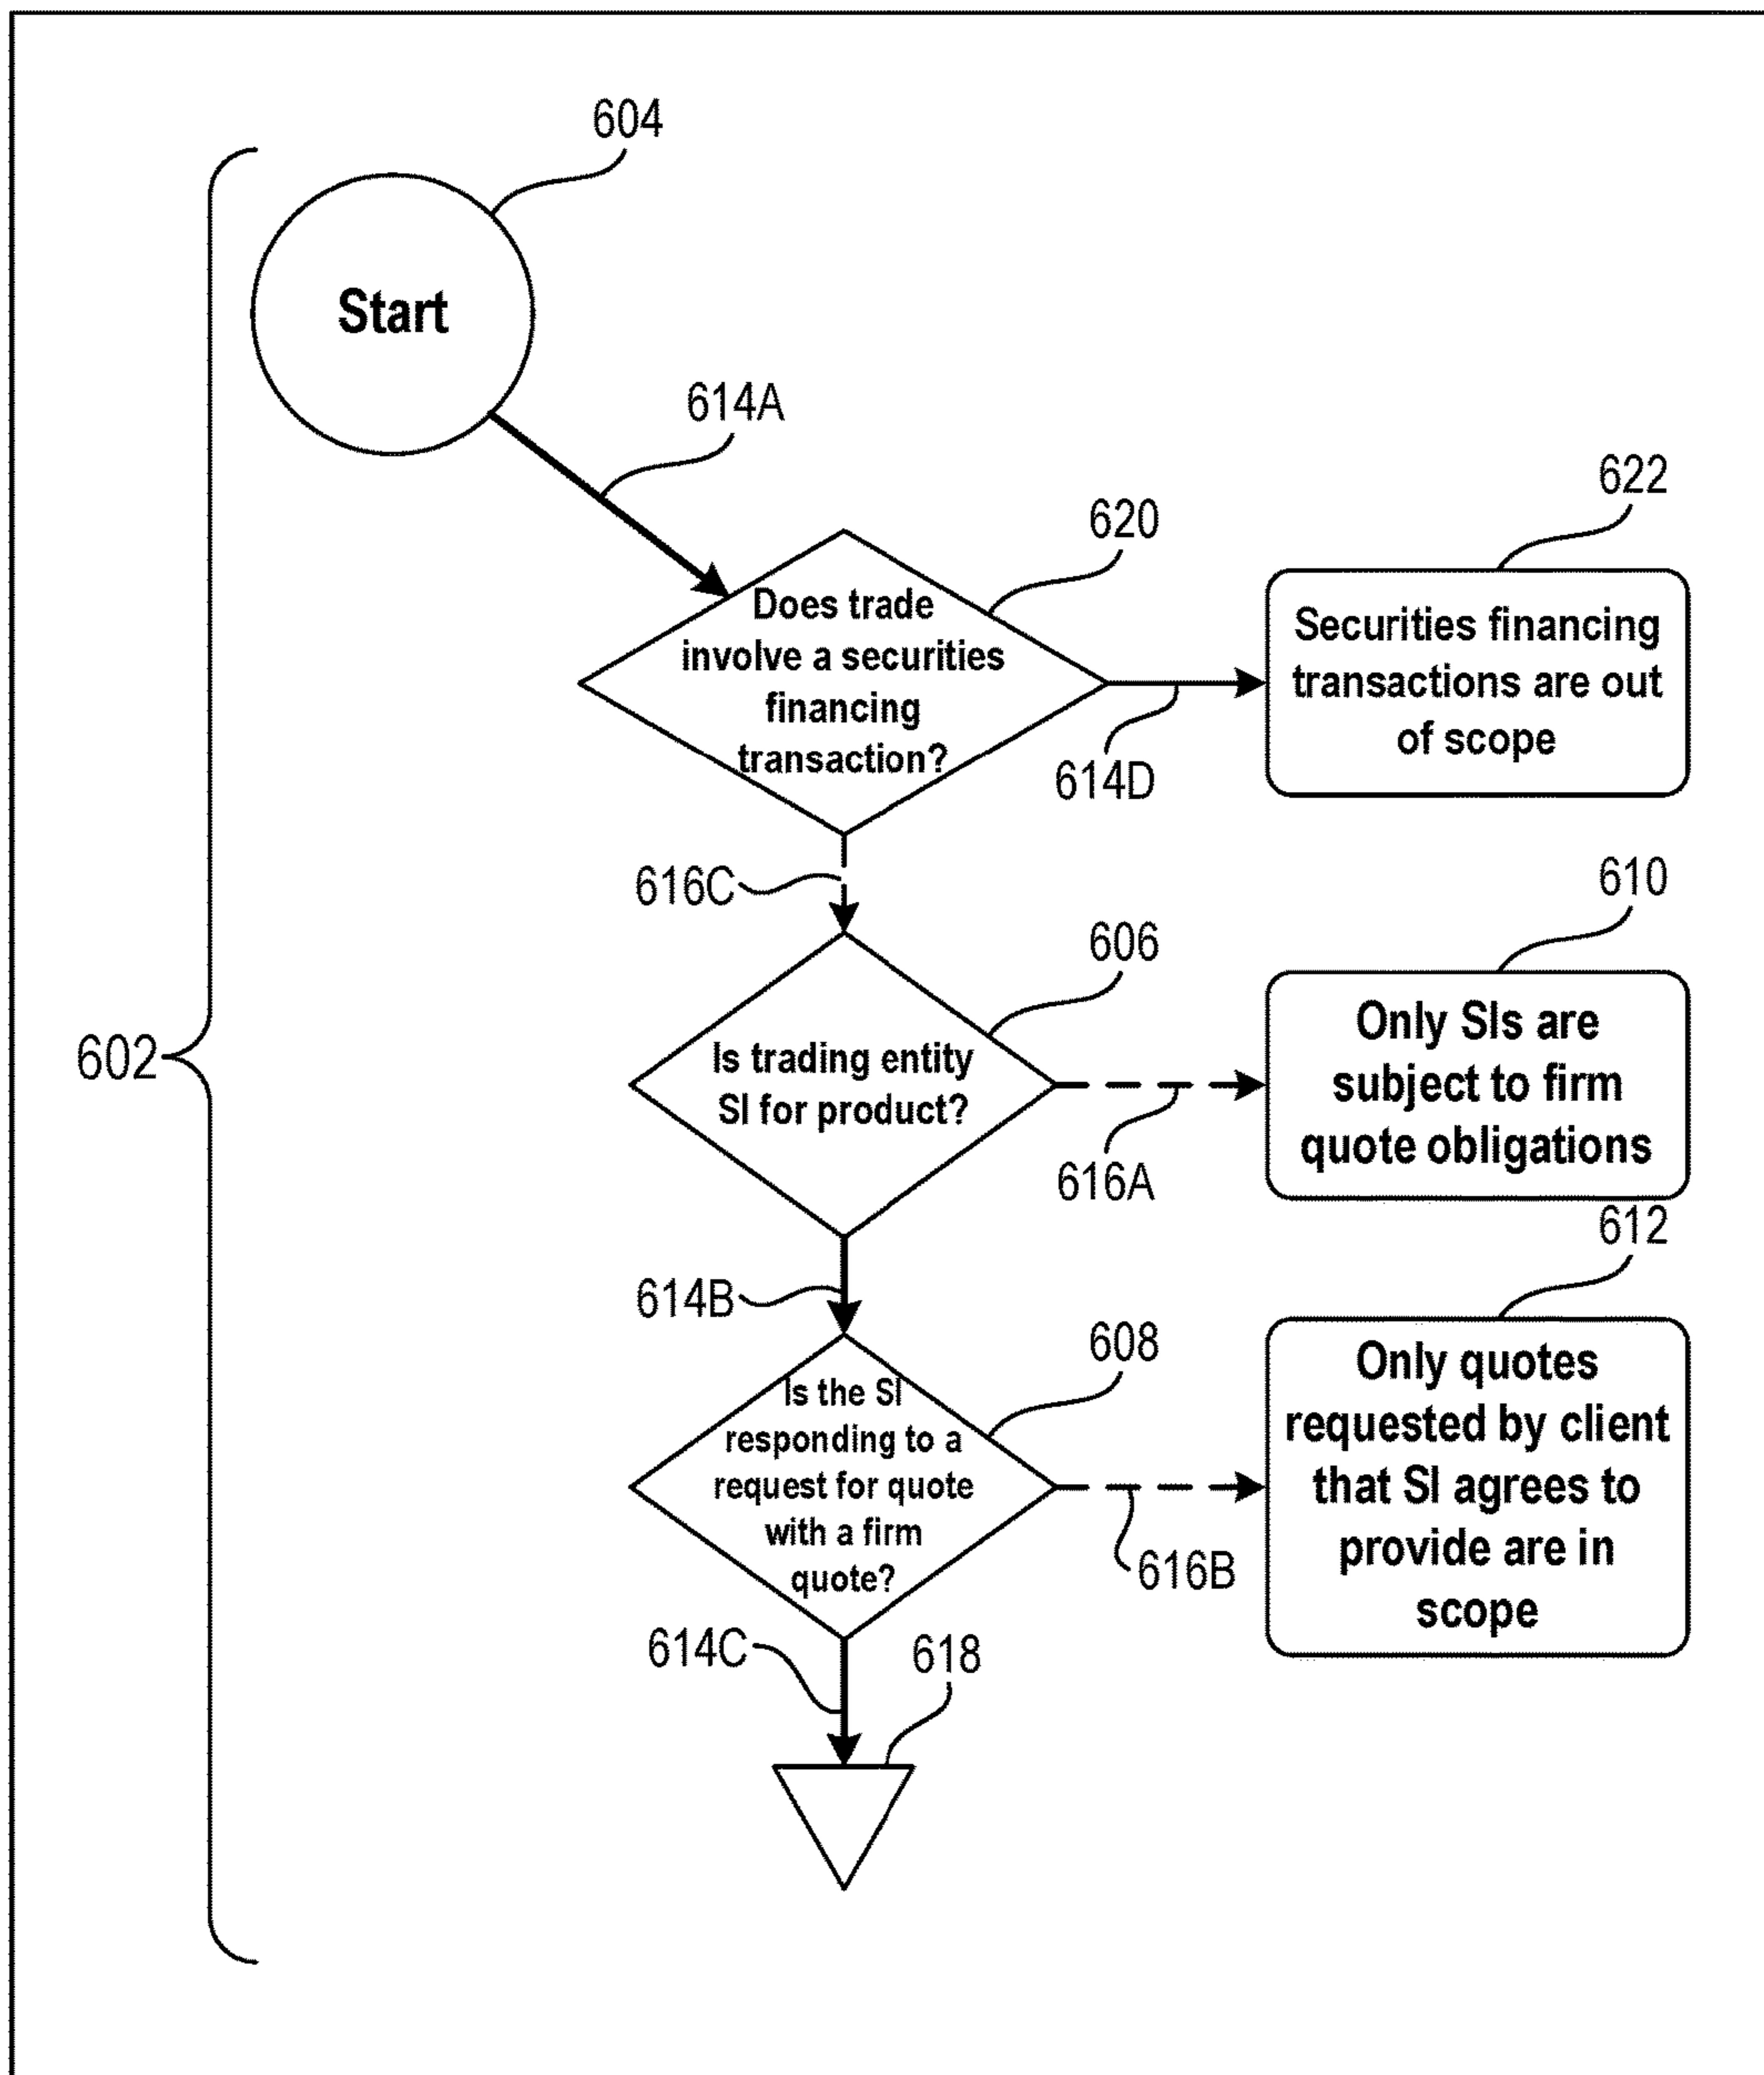 604
Start
614A
620
622
Does trade
involve a securities
financing
transaction?
Securities financing
transactions are out
of scope
614D
616C
606
610
Is trading entity
SI for product?
Only SIs are
subject to firm
quote obligations
602
616A
614B
608
612
Is the SI
responding to a
request for quote
with a firm
quote?
Only quotes
requested by client
that SI agrees to
provide are in
scope
616B
614C
618